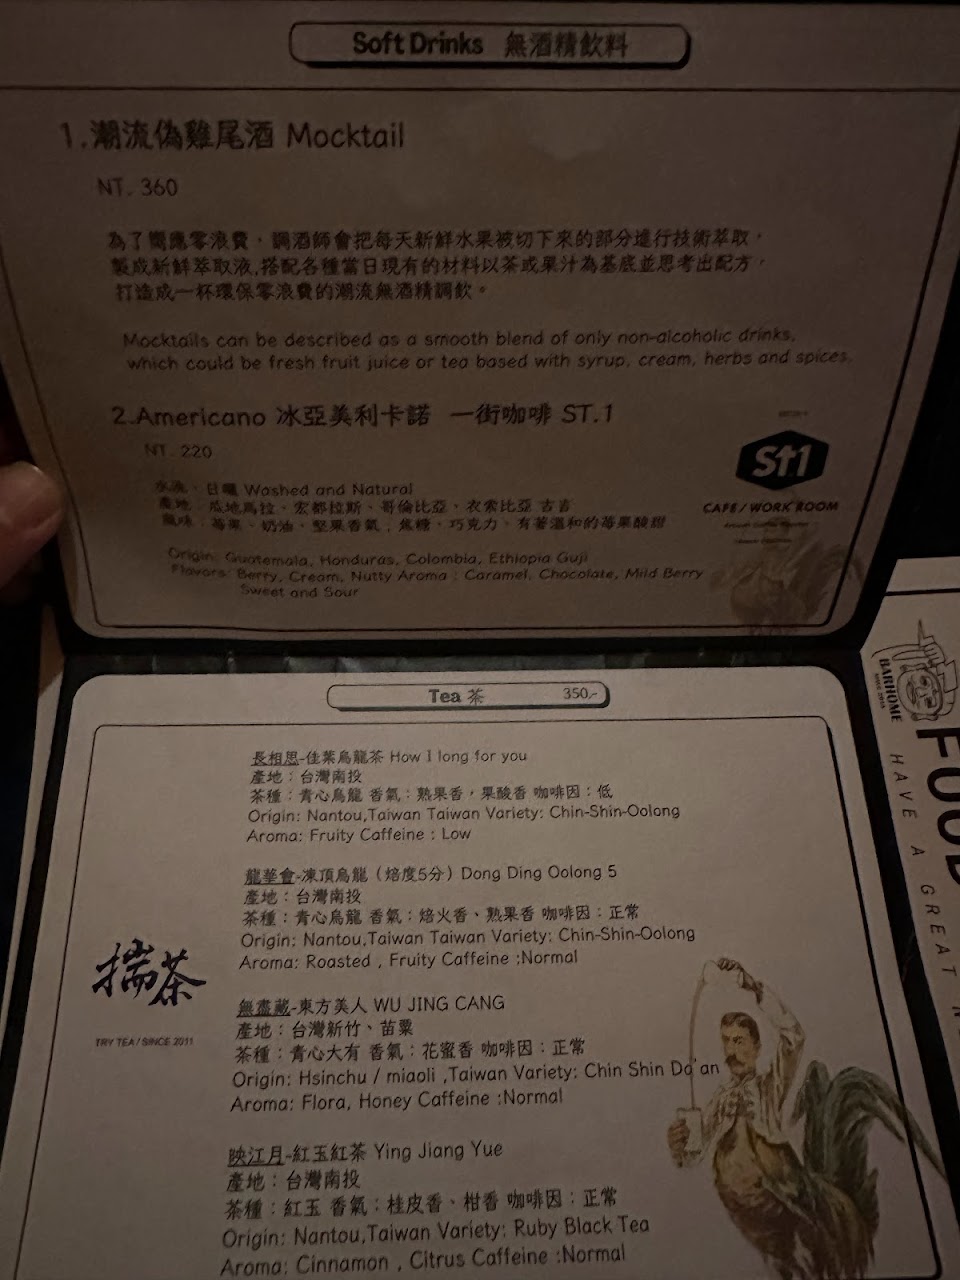 Soft Drinks 無酒精飲料
1.潮流偽雞尾酒 Mocktail
NT. 360
為了嚮應零浪費，調酒師會把每天新鮮水果被切下來的部分進行技術萃取，
製成新鮮萃取液,搭配各種當日現有的材料以茶或果汁為基底並思考出配方，
打造成一杯環保零浪費的潮流無酒精調飲。
Mocktails can be described as a smooth blend of only non-alcoholic drinks,
which could be fresh fruit juice or tea based with syrup, cream, herbs and spices.
2.Americano 冰亞美利卡諾 一街咖啡 ST.1
NT. 220
水洗、日曬 Washed and Natural
產地：瓜地馬拉、宏都拉斯、哥倫比亞、衣索比亞 古吉
風味：莓果、奶油、堅果香氣；焦糖、巧克力、有著溫和的莓果酸甜
Origin: Guatemala, Honduras, Colombia, Ethiopia Guji
Flavors: Berry, Cream, Nutty Aroma ; Caramel, Chocolate, Mild Berry
Sweet and Sour
St1
CAFE / WORK ROOM
Tea 茶 350.-
長相思-佳葉烏龍茶 How I long for you
產地：台灣南投
茶種：青心烏龍 香氣：熟果香，果酸香 咖啡因：低
Origin: Nantou,Taiwan Taiwan Variety: Chin-Shin-Oolong
Aroma: Fruity Caffeine : Low
龍華會-凍頂烏龍（焙度5分）Dong Ding Oolong 5
產地：台灣南投
茶種：青心烏龍 香氣：焙火香、熟果香 咖啡因：正常
Origin: Nantou,Taiwan Taiwan Variety: Chin-Shin-Oolong
Aroma: Roasted , Fruity Caffeine :Normal
無盡藏-東方美人 WU JING CANG
產地：台灣新竹、苗粟
茶種：青心大冇 香氣：花蜜香 咖啡因：正常
Origin: Hsinchu / miaoli ,Taiwan Variety: Chin Shin Da'an
Aroma: Flora, Honey Caffeine :Normal
映江月-紅玉紅茶 Ying Jiang Yue
產地：台灣南投
茶種：紅玉 香氣：桂皮香、柑香 咖啡因：正常
Origin: Nantou,Taiwan Variety: Ruby Black Tea
Aroma: Cinnamon , Citrus Caffeine :Normal
揣茶
TRY TEA / SINCE 2011
BARHOME
FOOD
HAVE A GREAT